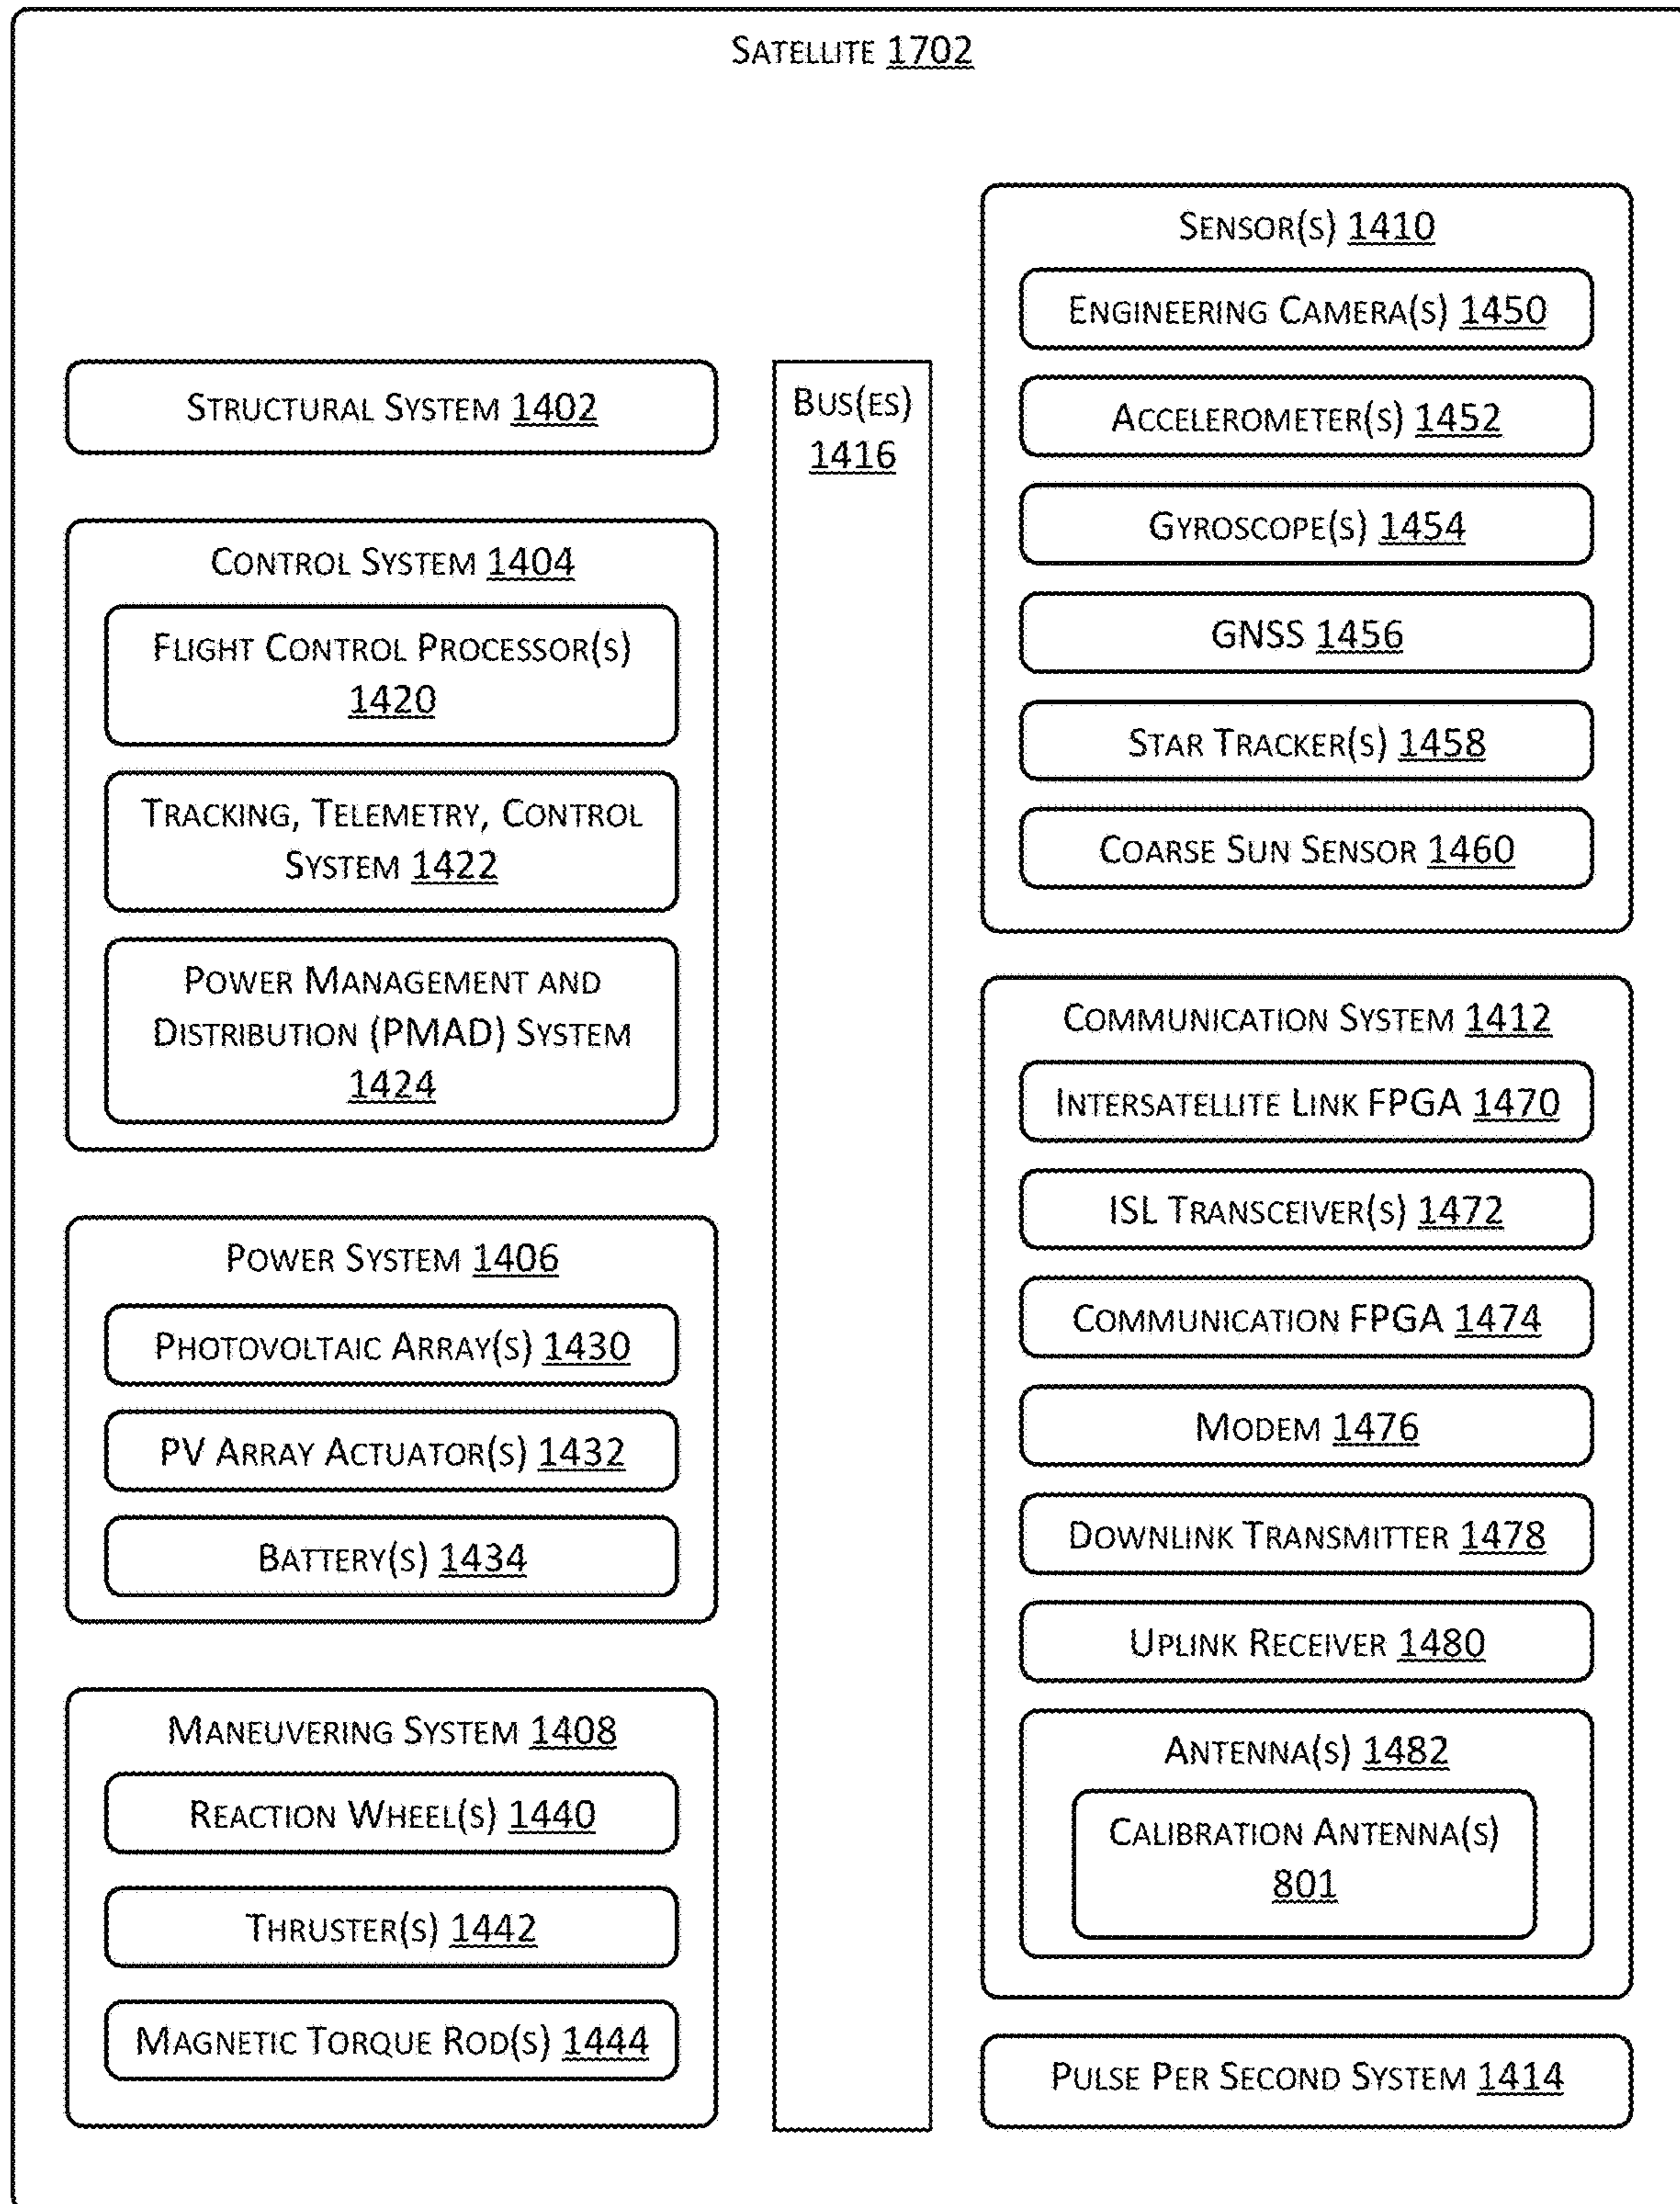 SATELLITE 1702
STRUCTURAL SYSTEM 1402
CONTROL SYSTEM 1404
FLIGHT CONTROL PROCESSOR(S)
1420
TRACKING, TELEMETRY, CONTROL
SYSTEM 1422
POWER MANAGEMENT AND
DISTRIBUTION (PMAD) SYSTEM
1424
POWER SYSTEM 1406
PHOTOVOLTAIC ARRAY(S) 1430
PV ARRAY ACTUATOR(S) 1432
BATTERY(S) 1434
MANEUVERING SYSTEM 1408
REACTION WHEEL(S) 1440
THRUSTER(S) 1442
MAGNETIC TORQUE ROD(S) 1444
BUS(ES)
1416
SENSOR(S) 1410
ENGINEERING CAMERA(S) 1450
ACCELEROMETER(S) 1452
GYROSCOPE(S) 1454
GNSS 1456
STAR TRACKER(S) 1458
COARSE SUN SENSOR 1460
COMMUNICATION SYSTEM 1412
INTERSATELLITE LINK FPGA 1470
ISL TRANSCEIVER(S) 1472
COMMUNICATION FPGA 1474
MODEM 1476
DOWNLINK TRANSMITTER 1478
UPLINK RECEIVER 1480
ANTENNA(S) 1482
CALIBRATION ANTENNA(S)
801
PULSE PER SECOND SYSTEM 1414